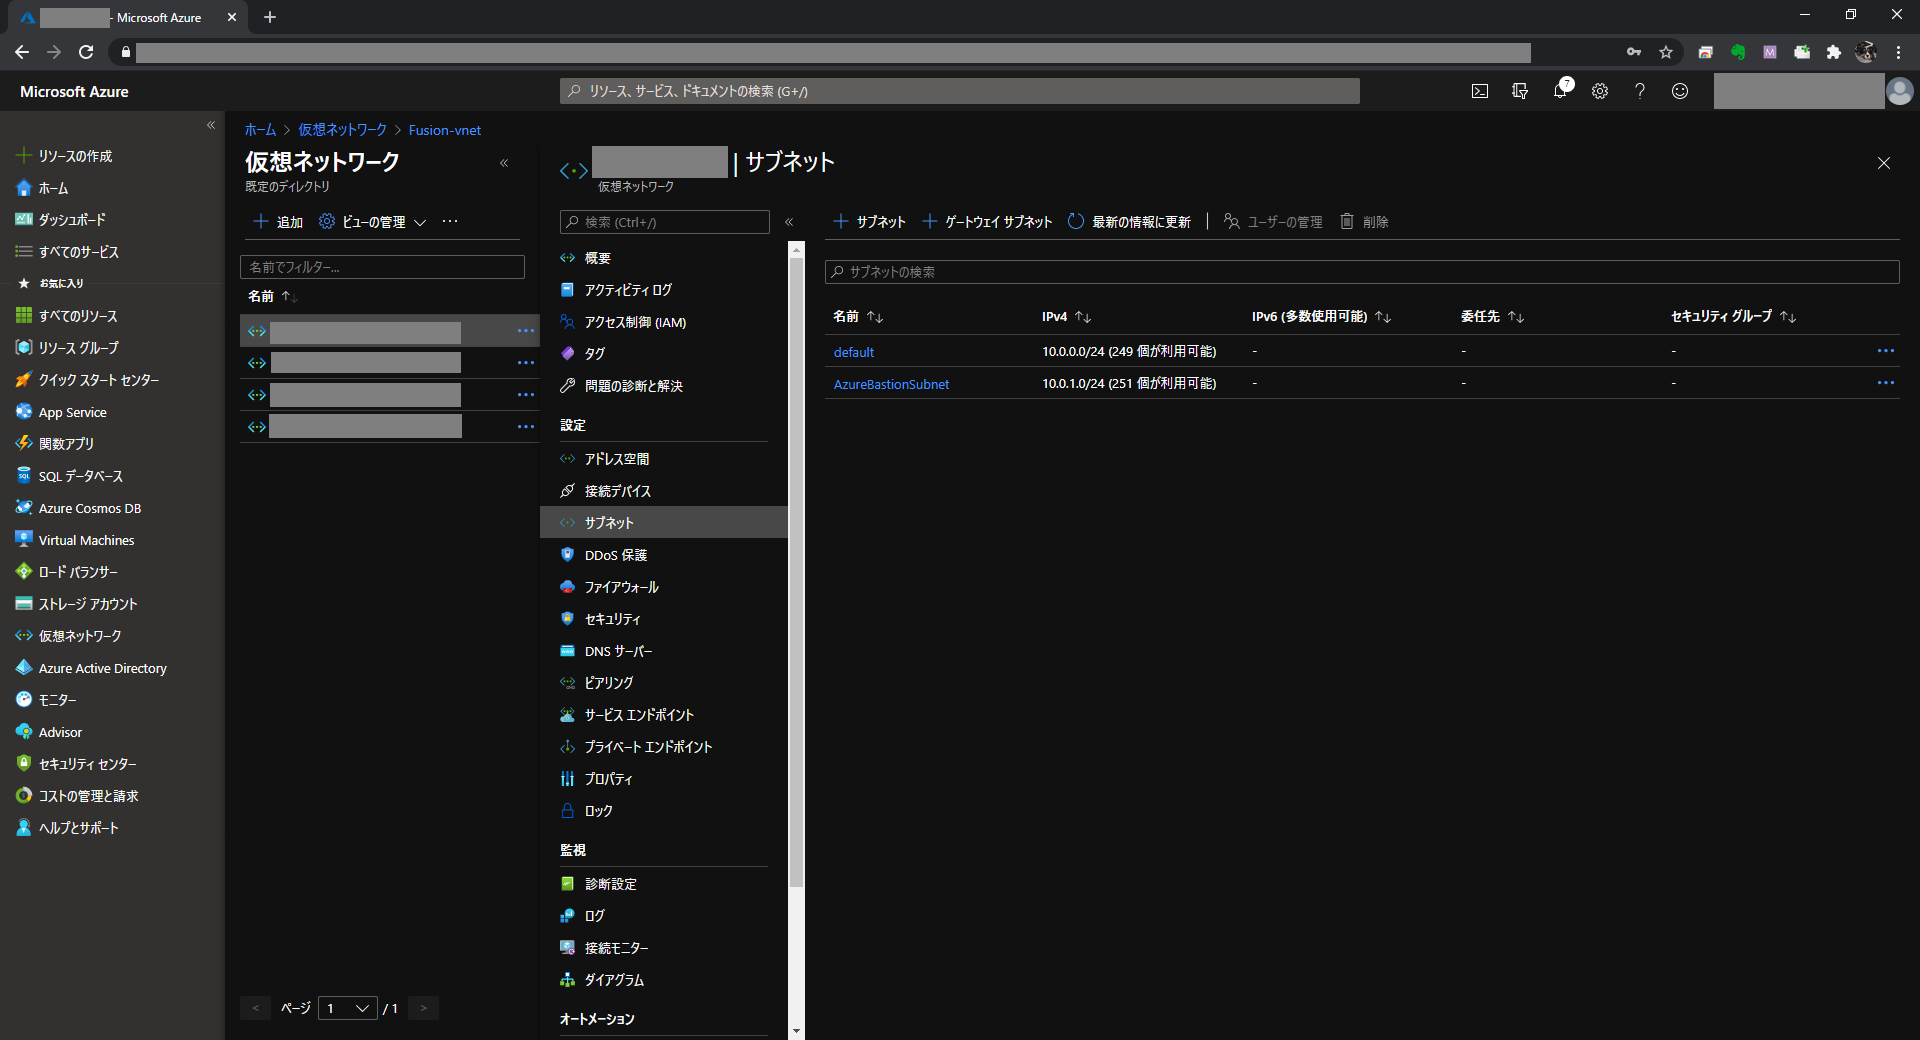 - Microsoft Azure
Microsoft Azure
リソース、サービス、ドキュメントの検索 (G+/)
7
リソースの作成
ホーム
ダッシュボード
すべてのサービス
お気に入り
すべてのリソース
リソース グループ
クイック スタート センター
App Service
関数アプリ
SQL データベース
Azure Cosmos DB
Virtual Machines
ロード バランサー
ストレージ アカウント
仮想ネットワーク
Azure Active Directory
モニター
Advisor
セキュリティ センター
コストの管理と請求
ヘルプとサポート
ホーム > 仮想ネットワーク > Fusion-vnet
仮想ネットワーク
既定のディレクトリ
追加 ビューの管理 ...
名前でフィルター...
名前 ↑↓
< ページ 1 / 1 >
| サブネット
仮想ネットワーク
検索 (Ctrl+/)
概要
アクティビティ ログ
アクセス制御 (IAM)
タグ
問題の診断と解決
設定
アドレス空間
接続デバイス
サブネット
DDoS 保護
ファイアウォール
セキュリティ
DNS サーバー
ピアリング
サービス エンドポイント
プライベート エンドポイント
プロパティ
ロック
監視
診断設定
ログ
接続モニター
ダイアグラム
オートメーション
+ サブネット + ゲートウェイ サブネット 最新の情報に更新 | ユーザーの管理 削除
サブネットの検索
名前 ↑↓ IPv4 ↑↓ IPv6 (多数使用可能) ↑↓ 委任先 ↑↓ セキュリティ グループ ↑↓
default 10.0.0.0/24 (249 個が利用可能) - - - ...
AzureBastionSubnet 10.0.1.0/24 (251 個が利用可能) - - - ...